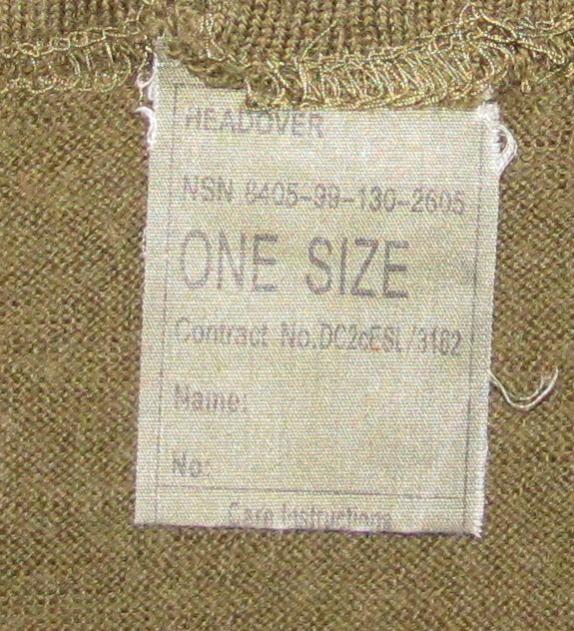 HEADOVER
NSN 8405-99-130-2605
ONE SIZE
Contract No.DC2cESL/3182
Name:
No:
Care Instructions